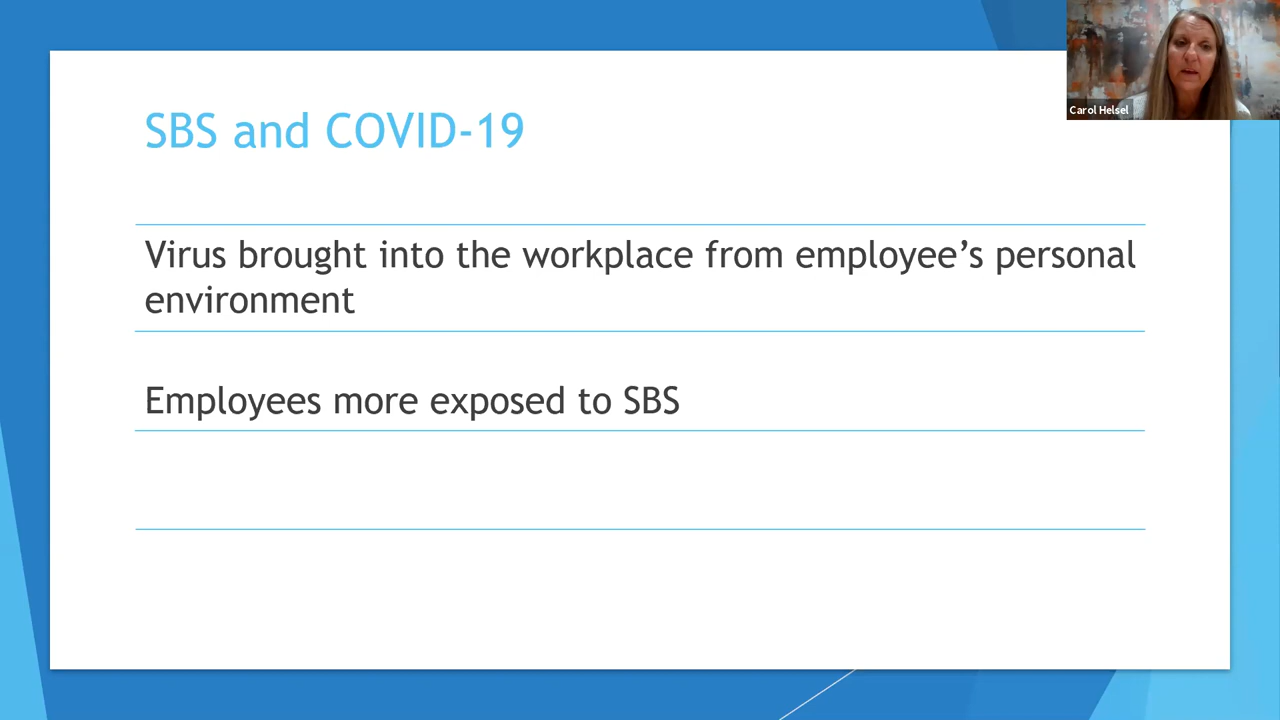 SBS and COVID-19
Carol Helsel
Virus brought into the workplace from employee’s personal
environment
Employees more exposed to SBS